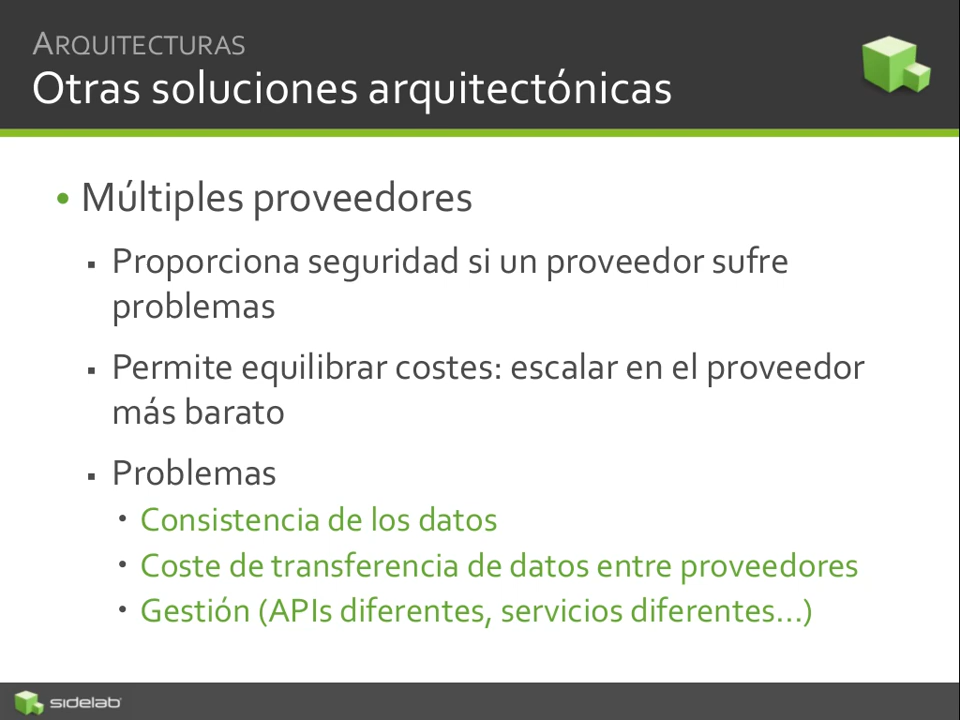 ARQUITECTURAS
Otras soluciones arquitectónicas
• Múltiples proveedores
▪ Proporciona seguridad si un proveedor sufre
problemas
▪ Permite equilibrar costes: escalar en el proveedor
más barato
▪ Problemas
• Consistencia de los datos
• Coste de transferencia de datos entre proveedores
• Gestión (APIs diferentes, servicios diferentes...)
sidelab